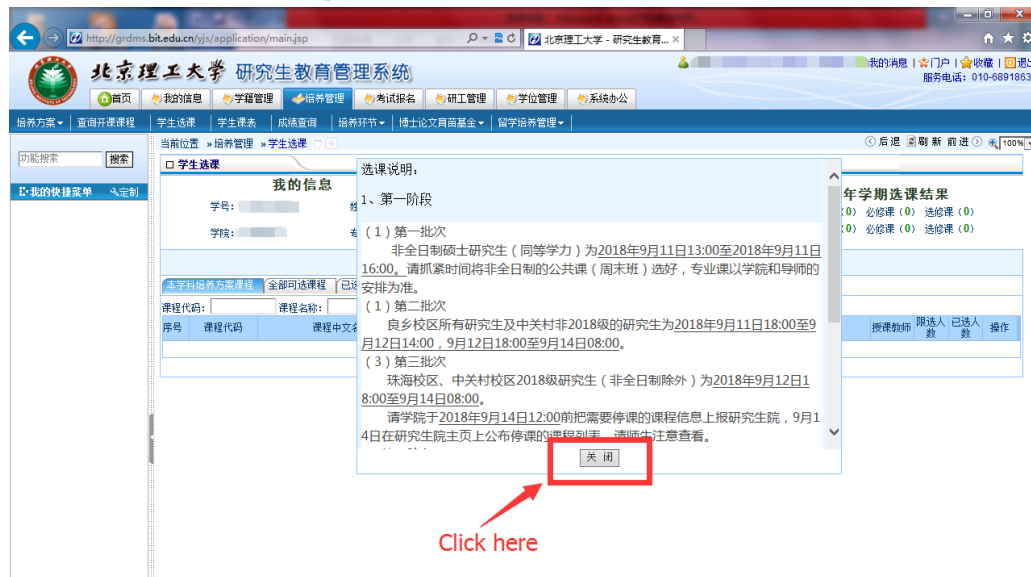 http://grdms.bit.edu.cn/yjs/application/main.jsp
北京理工大学 - 研究生教育...
北京理工大学 研究生教育管理系统
我的消息 | 门户 | 收藏 |
服务电话: 010-6891863
首页 我的信息 学籍管理 培养管理 考试报名 研工管理 学位管理 系统办公
培养方案 查询开课课程 学生选课 学生课表 成绩查询 培养环节 博士论文育苗基金 留学培养管理
当前位置 »培养管理 »学生选课
后退 刷新 前进 100%
功能搜索 搜索
我的快捷菜单 定制
学生选课
我的信息
学号:
学院:
年学期选课结果
(0) 必修课 (0) 选修课 (0)
(0) 必修课 (0) 选修课 (0)
本学科培养方案课程 全部可选课程
课程代码: 课程名称:
序号 课程代码 课程中文名
授课教师 限选人数 已选人数 操作
选课说明:
1、第一阶段
(1)第一批次
非全日制硕士研究生(同等学力)为2018年9月11日13:00至2018年9月11日
16:00。请抓紧时间将非全日制的公共课(周末班)选好,专业课以学院和导师的
安排为准。
(1)第二批次
良乡校区所有研究生及中关村非2018级的研究生为2018年9月11日18:00至9
月12日14:00,9月12日18:00至9月14日08:00。
(3)第三批次
珠海校区、中关村校区2018级研究生(非全日制除外)为2018年9月12日1
8:00至9月14日08:00。
请学院于2018年9月14日12:00前把需要停课的课程信息上报研究生院,9月1
4日在研究生院主页上公布停课的课程列表,请师生注意查看。
关 闭
Click here